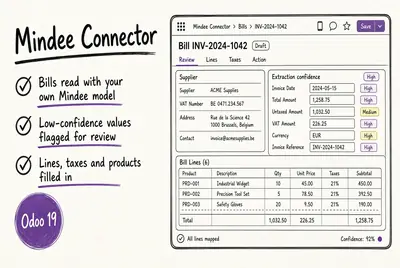 Mindee Connector
Bills read with your
own Mindee model
Low-confidence values
flagged for review
Lines, taxes and products
filled in
Odoo 19
Mindee Connector > Bills > INV-2024-1042
Save
Bill INV-2024-1042 Draft
Review Lines Taxes Action
Supplier
Supplier ACME Supplies
VAT Number BE 0471.234.567
Address Rue de la Science 42
1000 Brussels, Belgium
Contact invoice@acmesupplies.be
Extraction confidence High
Invoice Date 2024-05-15 High
Total Amount 1,258.75 High
Untaxed Amount 1,032.50 Medium
VAT Amount 226.25 High
Currency EUR High
Invoice Reference INV-2024-1042 High
Bill Lines (6)
Product Description Qty Unit Price Taxes Subtotal
PRD-001 Industrial Widget 10 45.00 21% 450.00
PRD-002 Precision Tool Set 5 78.50 21% 392.50
PRD-003 Safety Gloves 20 9.50 21% 190.00
Total 1,032.50 226.25 1,258.75
All lines mapped
Confidence: 92%